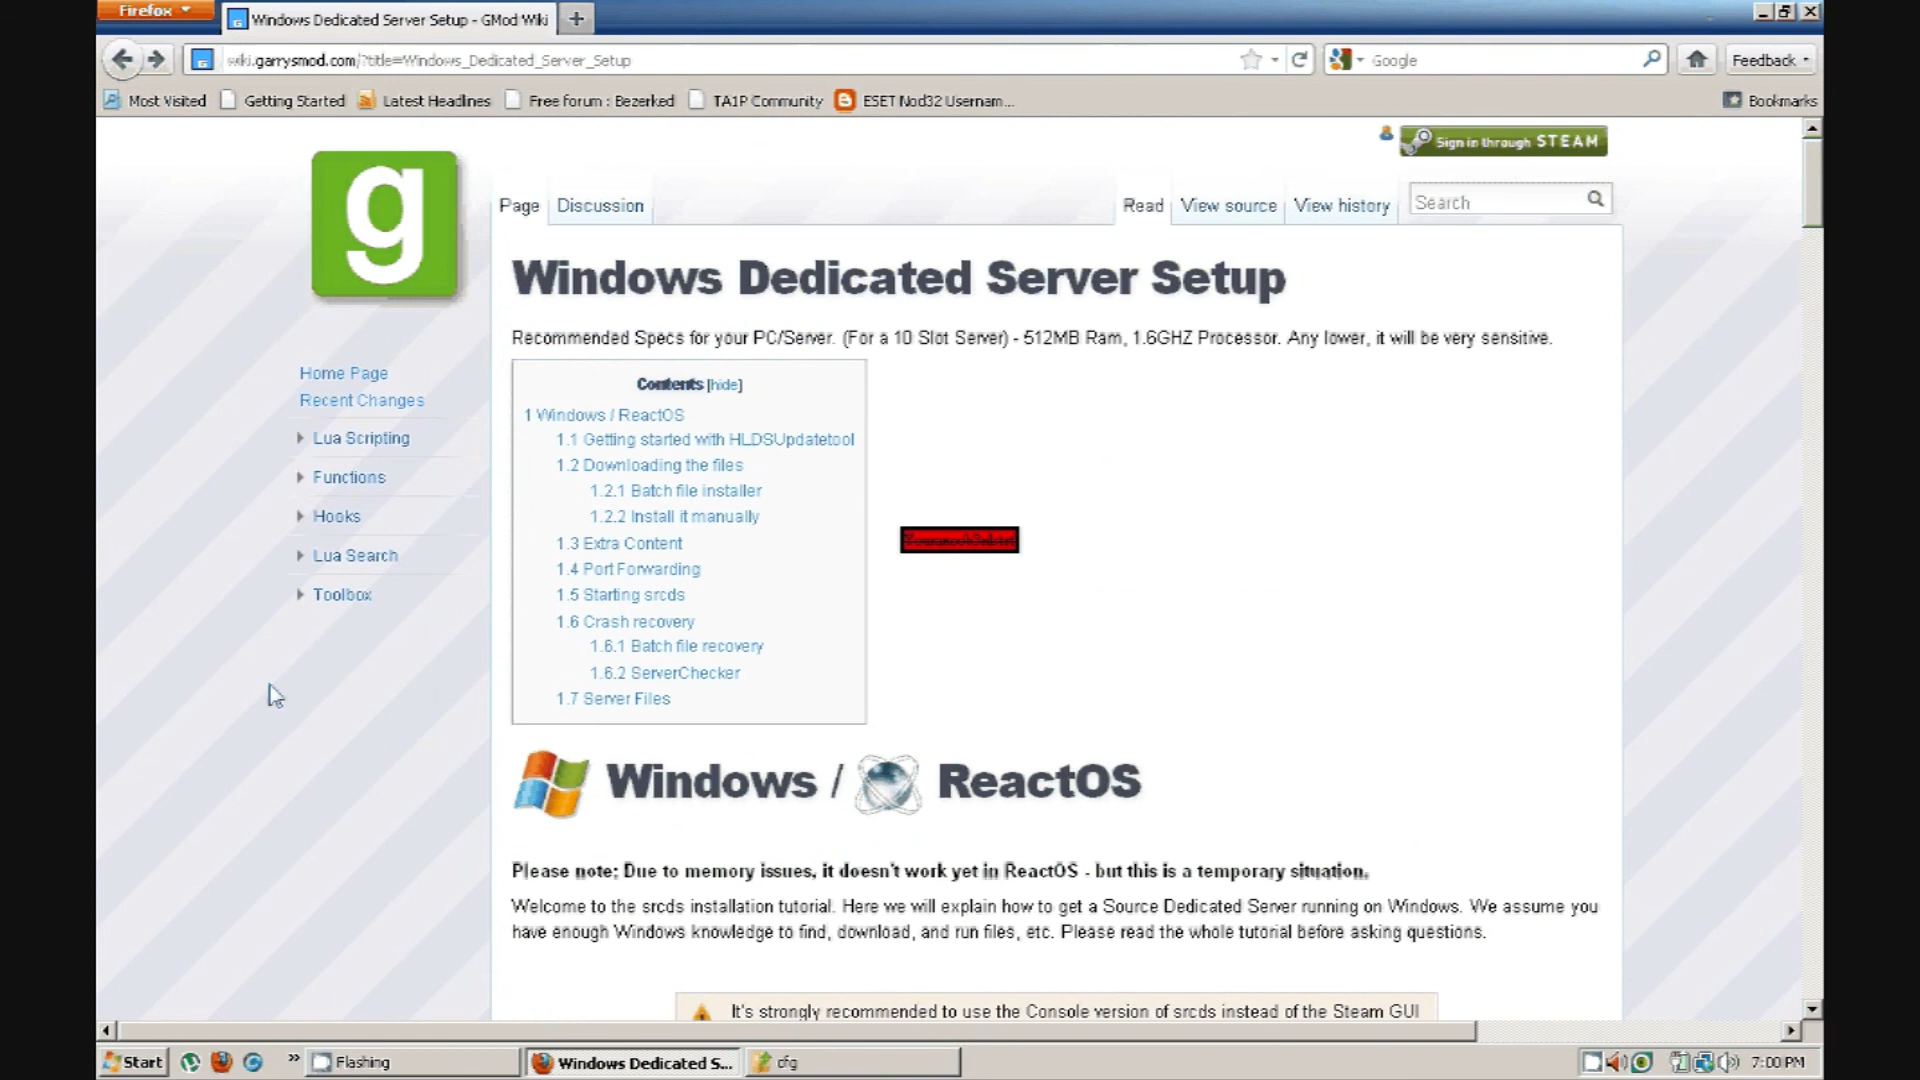 Firefox
Windows Dedicated Server Setup - GMod Wiki
wiki.garrysmod.com/?title=Windows_Dedicated_Server_Setup
Google
Feedback
Most Visited
Getting Started
Latest Headlines
Free forum : Bezerked
TA1P Community
ESET Nod32 Usernam...
Bookmarks
Sign in through STEAM
g
Page
Discussion
Read
View source
View history
Search
Windows Dedicated Server Setup
Recommended Specs for your PC/Server. (For a 10 Slot Server) - 512MB Ram, 1.6GHZ Processor. Any lower, it will be very sensitive.
Home Page
Recent Changes
Lua Scripting
Functions
Hooks
Lua Search
Toolbox
Contents [hide]
1 Windows / ReactOS
1.1 Getting started with HLDSUpdatetool
1.2 Downloading the files
1.2.1 Batch file installer
1.2.2 Install it manually
1.3 Extra Content
1.4 Port Forwarding
1.5 Starting srcds
1.6 Crash recovery
1.6.1 Batch file recovery
1.6.2 ServerChecker
1.7 Server Files
Windows / ReactOS
Please note: Due to memory issues, it doesn't work yet in ReactOS - but this is a temporary situation.
Welcome to the srcds installation tutorial. Here we will explain how to get a Source Dedicated Server running on Windows. We assume you
have enough Windows knowledge to find, download, and run files, etc. Please read the whole tutorial before asking questions.
It's strongly recommended to use the Console version of srcds instead of the Steam GUI
Start
Flashing
Windows Dedicated S...
cfg
7:00 PM